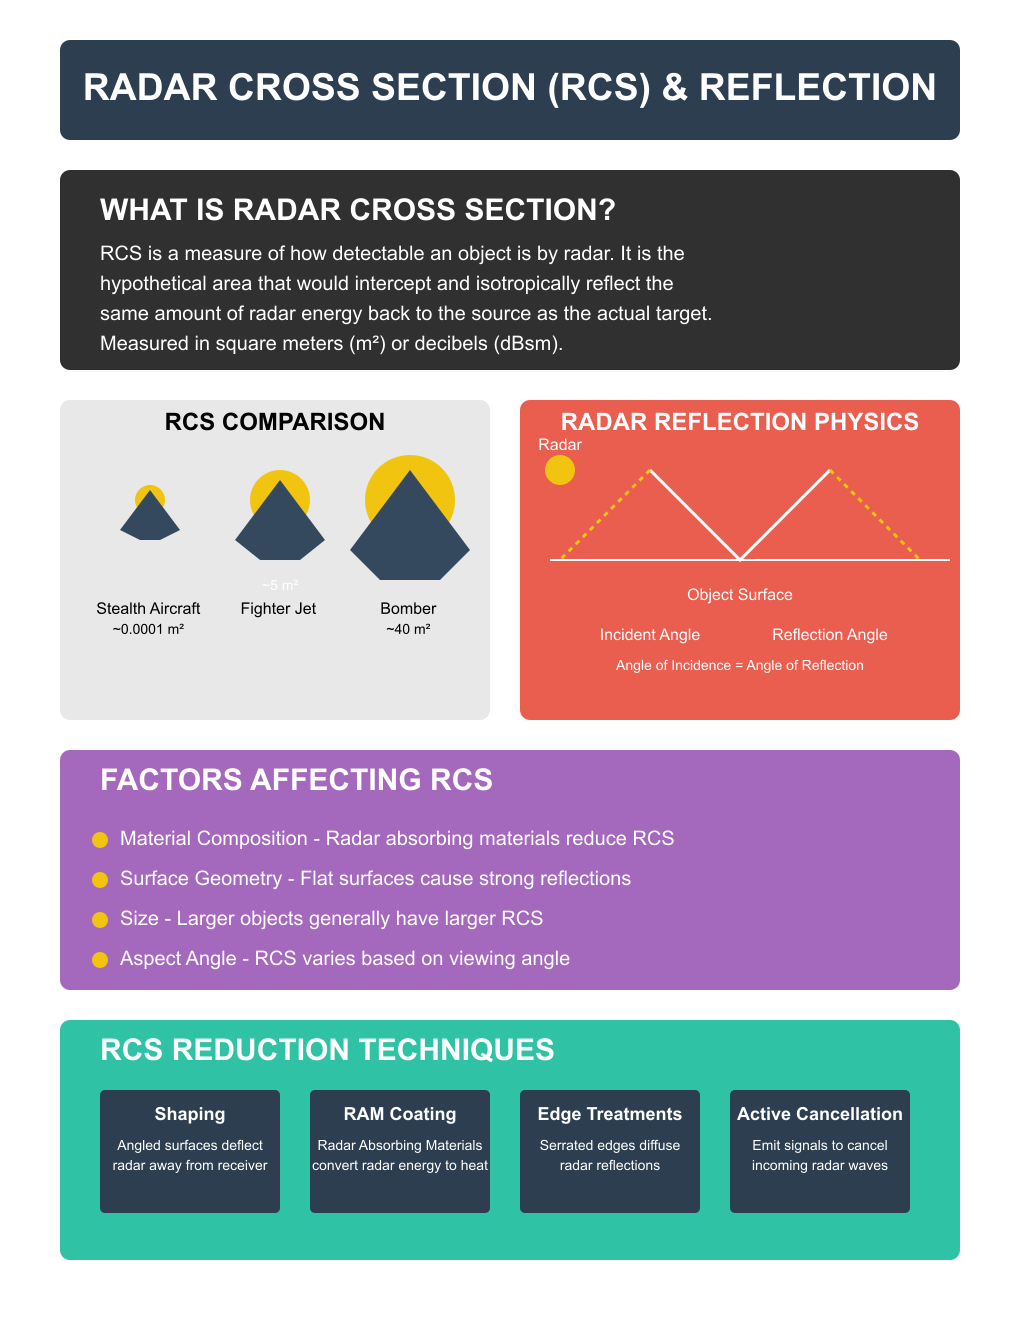 RADAR CROSS SECTION (RCS) & REFLECTION
WHAT IS RADAR CROSS SECTION?
RCS is a measure of how detectable an object is by radar. It is the
hypothetical area that would intercept and isotropically reflect the
same amount of radar energy back to the source as the actual target.
Measured in square meters (m²) or decibels (dBsm).
RCS COMPARISON
~5 m²
Stealth Aircraft
Fighter Jet
Bomber
~0.0001 m²
~40 m²
RADAR REFLECTION PHYSICS
Radar
Object Surface
Incident Angle
Reflection Angle
Angle of Incidence = Angle of Reflection
FACTORS AFFECTING RCS
Material Composition - Radar absorbing materials reduce RCS
Surface Geometry - Flat surfaces cause strong reflections
Size - Larger objects generally have larger RCS
Aspect Angle - RCS varies based on viewing angle
RCS REDUCTION TECHNIQUES
Shaping
Angled surfaces deflect
radar away from receiver
RAM Coating
Radar Absorbing Materials
convert radar energy to heat
Edge Treatments
Serrated edges diffuse
radar reflections
Active Cancellation
Emit signals to cancel
incoming radar waves